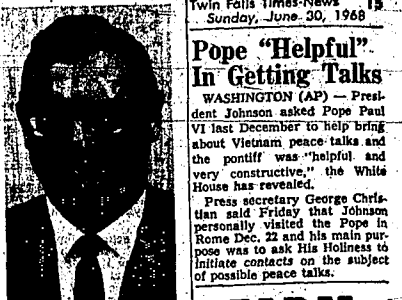 Twin Falls Times-News 15
Sunday, June 30, 1968
Pope "Helpful"
In Getting Talks
WASHINGTON (AP) — Presi-
dent Johnson asked Pope Paul
VI last December to help bring
about Vietnam peace talks and
the pontiff was "helpful and
very constructive," the White
House has revealed.
Press secretary George Chris-
tian said Friday that Johnson
personally visited the Pope in
Rome Dec. 22 and his main pur-
pose was to ask His Holiness to
initiate contacts on the subject
of possible peace talks.